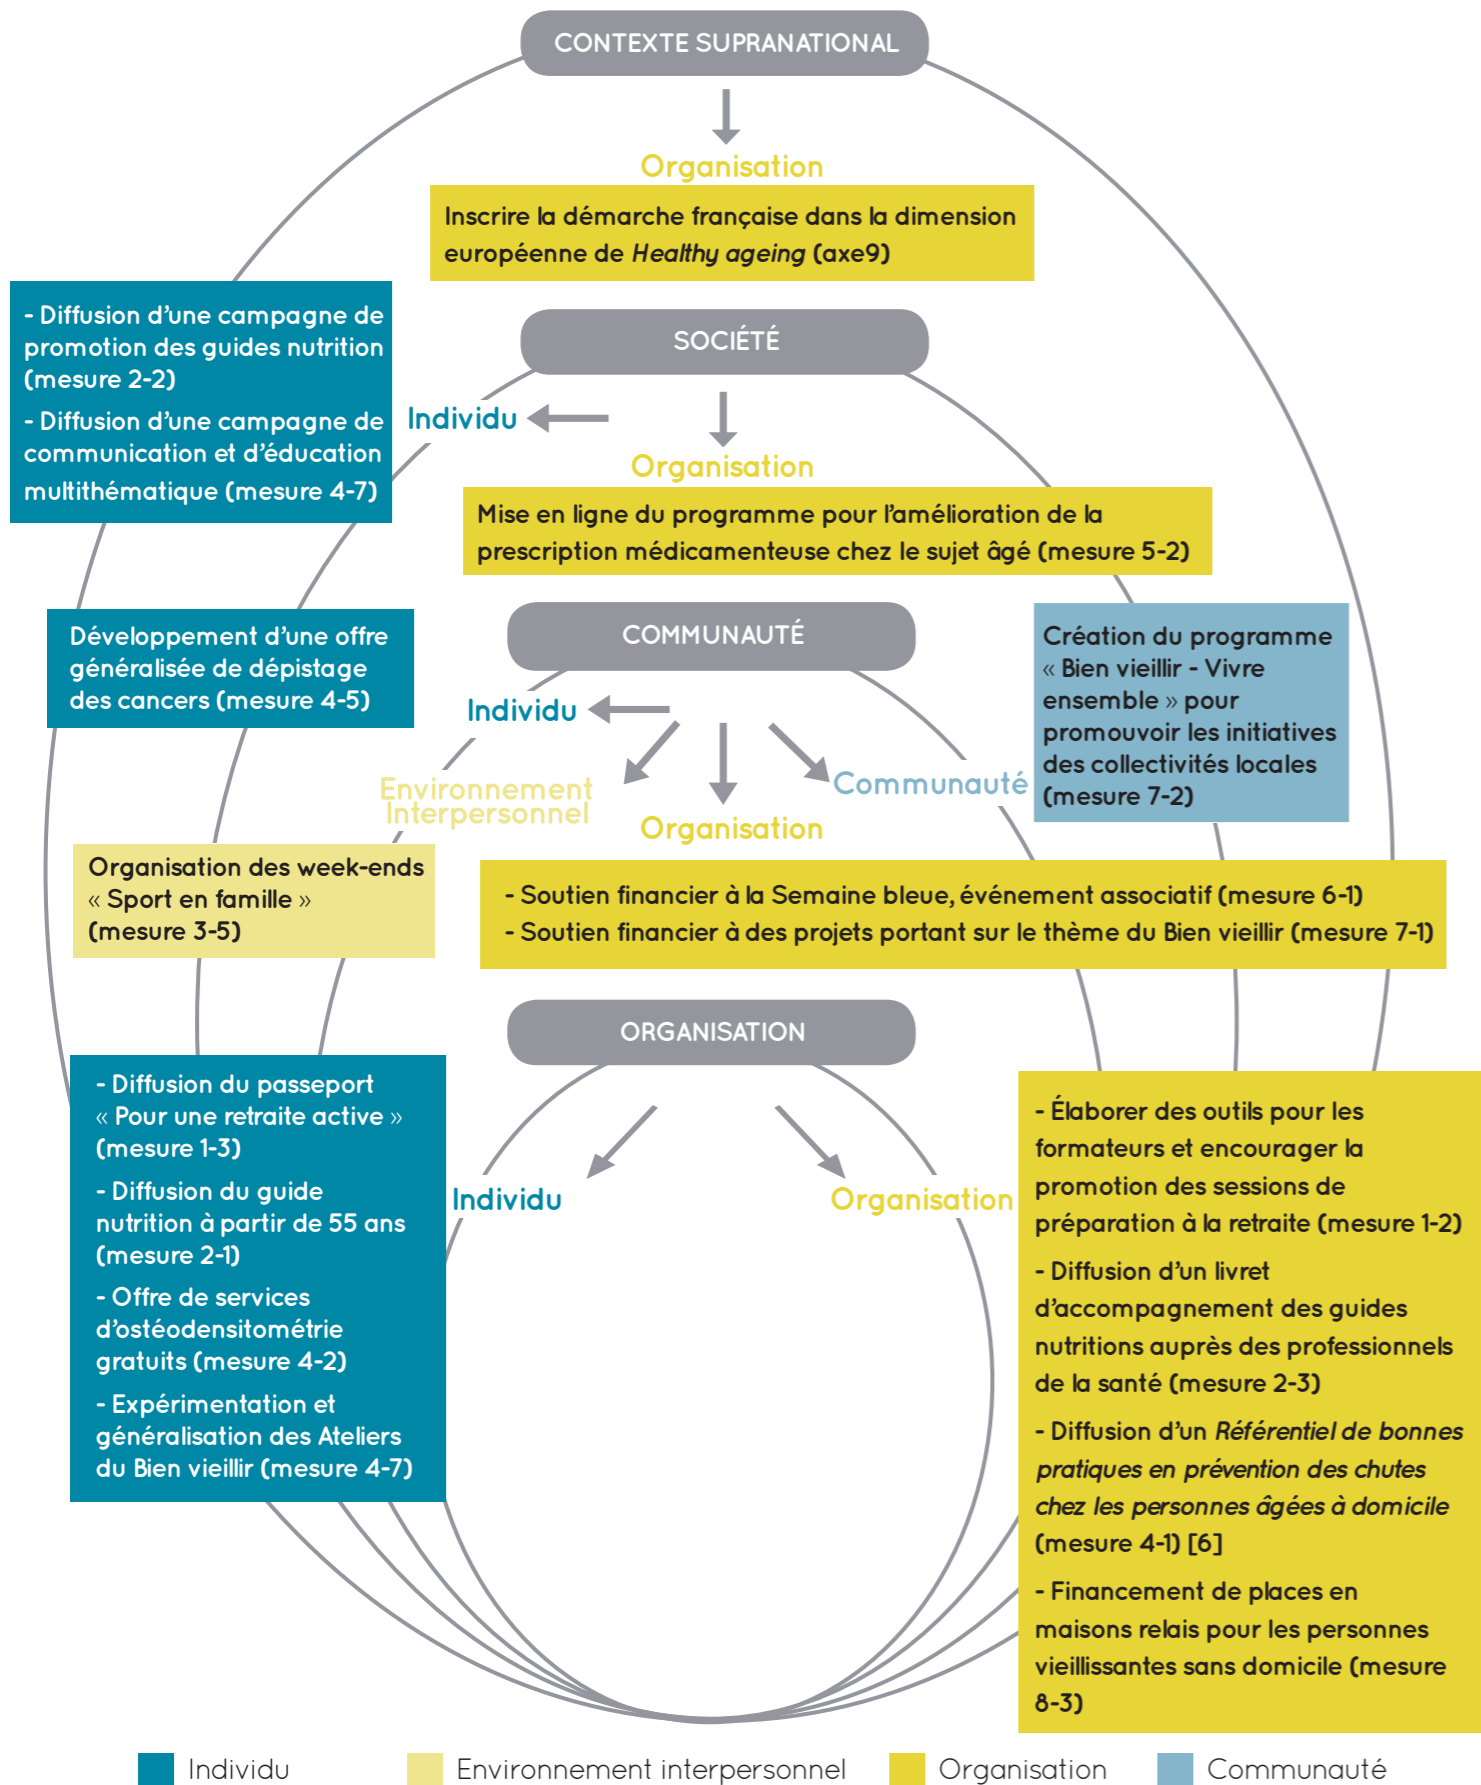 CONTEXTE SUPRANATIONAL
Organisation
Inscrire la démarche française dans la dimension
européenne de Healthy ageing (axe9)
- Diffusion d'une campagne de
promotion des guides nutrition
(mesure 2-2)
- Diffusion d'une campagne de
communication et d'éducation
multithématique (mesure 4-7)
SOCIÉTÉ
Individu
Organisation
Mise en ligne du programme pour l'amélioration de la
prescription médicamenteuse chez le sujet âgé (mesure 5-2)
Développement d'une offre
généralisée de dépistage
des cancers (mesure 4-5)
COMMUNAUTÉ
Individu
Environnement
Interpersonnel
Organisation
Communauté
Création du programme
« Bien vieillir - Vivre
ensemble » pour
promouvoir les initiatives
des collectivités locales
(mesure 7-2)
Organisation des week-ends
« Sport en famille »
(mesure 3-5)
- Soutien financier à la Semaine bleue, événement associatif (mesure 6-1)
- Soutien financier à des projets portant sur le thème du Bien vieillir (mesure 7-1)
ORGANISATION
Individu
Organisation
- Diffusion du passeport
« Pour une retraite active »
(mesure 1-3)
- Diffusion du guide
nutrition à partir de 55 ans
(mesure 2-1)
- Offre de services
d'ostéodensitométrie
gratuits (mesure 4-2)
- Expérimentation et
généralisation des Ateliers
du Bien vieillir (mesure 4-7)
- Élaborer des outils pour les
formateurs et encourager la
promotion des sessions de
préparation à la retraite (mesure 1-2)
- Diffusion d'un livret
d'accompagnement des guides
nutritions auprès des professionnels
de la santé (mesure 2-3)
- Diffusion d'un Référentiel de bonnes
pratiques en prévention des chutes
chez les personnes âgées à domicile
(mesure 4-1) [6]
- Financement de places en
maisons relais pour les personnes
vieillissantes sans domicile (mesure
8-3)
Individu
Environnement interpersonnel
Organisation
Communauté